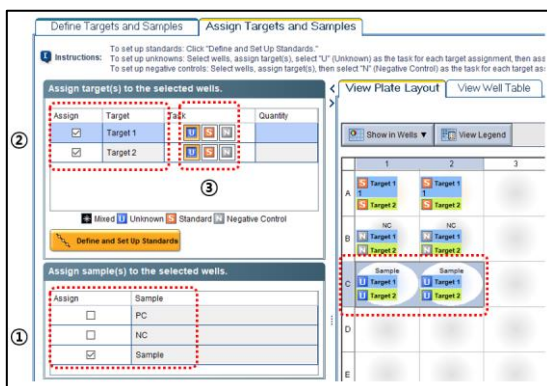 Define Targets and Samples
Assign Targets and Samples
Instructions:
To set up standards: Click "Define and Set Up Standards."
To set up unknowns: Select wells, assign target(s), select "U" (Unknown) as the task for each target assignment, then ass
To set up negative controls: Select wells, assign target(s), then select "N" (Negative Control) as the task for each target ass
Assign target(s) to the selected wells.
②
Assign Target Task Quantity
Target 1 U S N
Target 2 U S N
③
Mixed U Unknown S Standard N Negative Control
Define and Set Up Standards
Assign sample(s) to the selected wells.
①
Assign Sample
PC
NC
Sample
View Plate Layout
View Well Table
Show in Wells ▼
View Legend
1 2 3
A
S Target 1 S Target 1
1 1
S Target 2 S Target 2
B
NC NC
N Target 1 N Target 1
N Target 2 N Target 2
C
Sample Sample
U Target 1 U Target 1
U Target 2 U Target 2
D
E